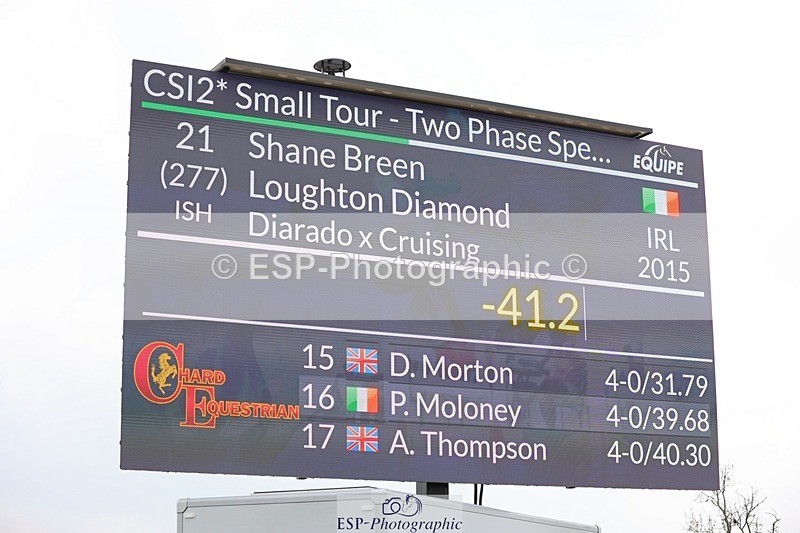 CSI2* Small Tour - Two Phase Spe...
EQUIPE
21 Shane Breen
(277) Loughton Diamond
ISH Diarado x Cruising IRL
2015
© ESP-Photographic ©
-41.2
CHARD EQUESTRIAN
15 D. Morton 4-0/31.79
16 P. Moloney 4-0/39.68
17 A. Thompson 4-0/40.30
ESP-Photographic